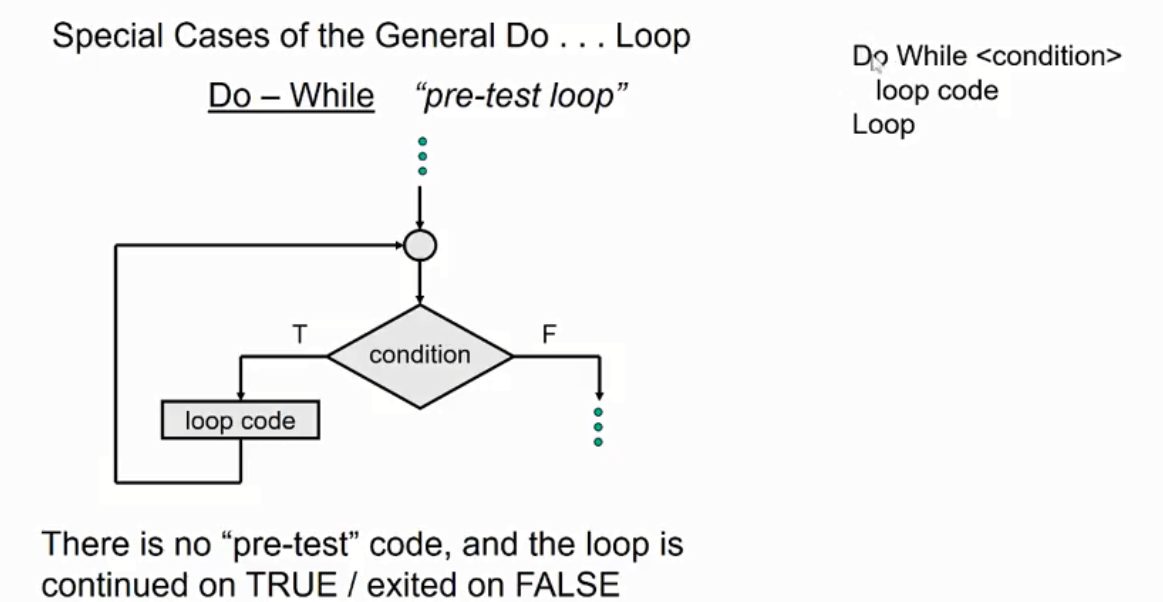 Special Cases of the General Do . . . Loop
Do – While “pre-test loop”
Do While <condition>
loop code
Loop
T
F
condition
loop code
There is no “pre-test” code, and the loop is
continued on TRUE / exited on FALSE